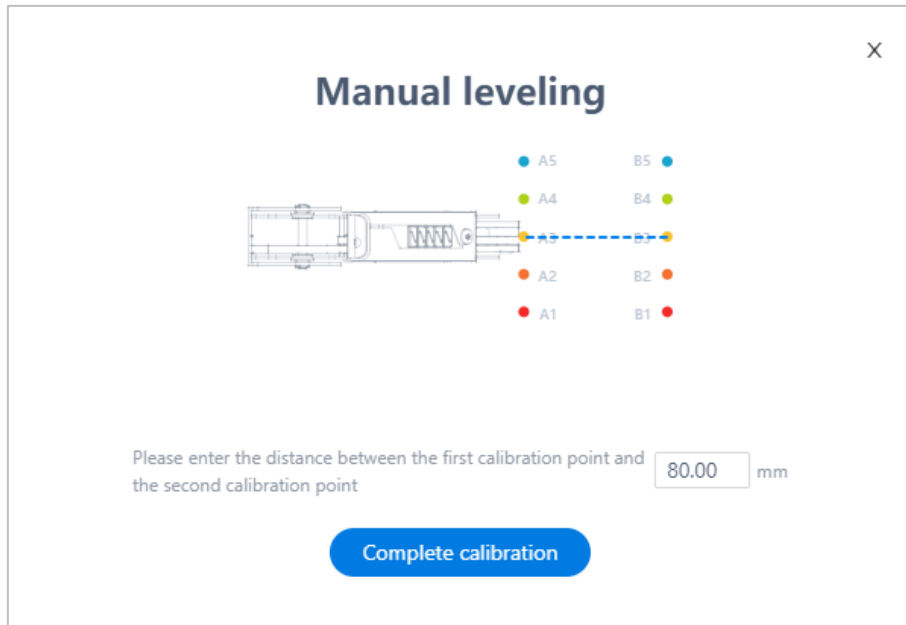 X
Manual leveling
A5 B5
A4 B4
A3 B3
A2 B2
A1 B1
Please enter the distance between the first calibration point and
the second calibration point
80.00 mm
Complete calibration